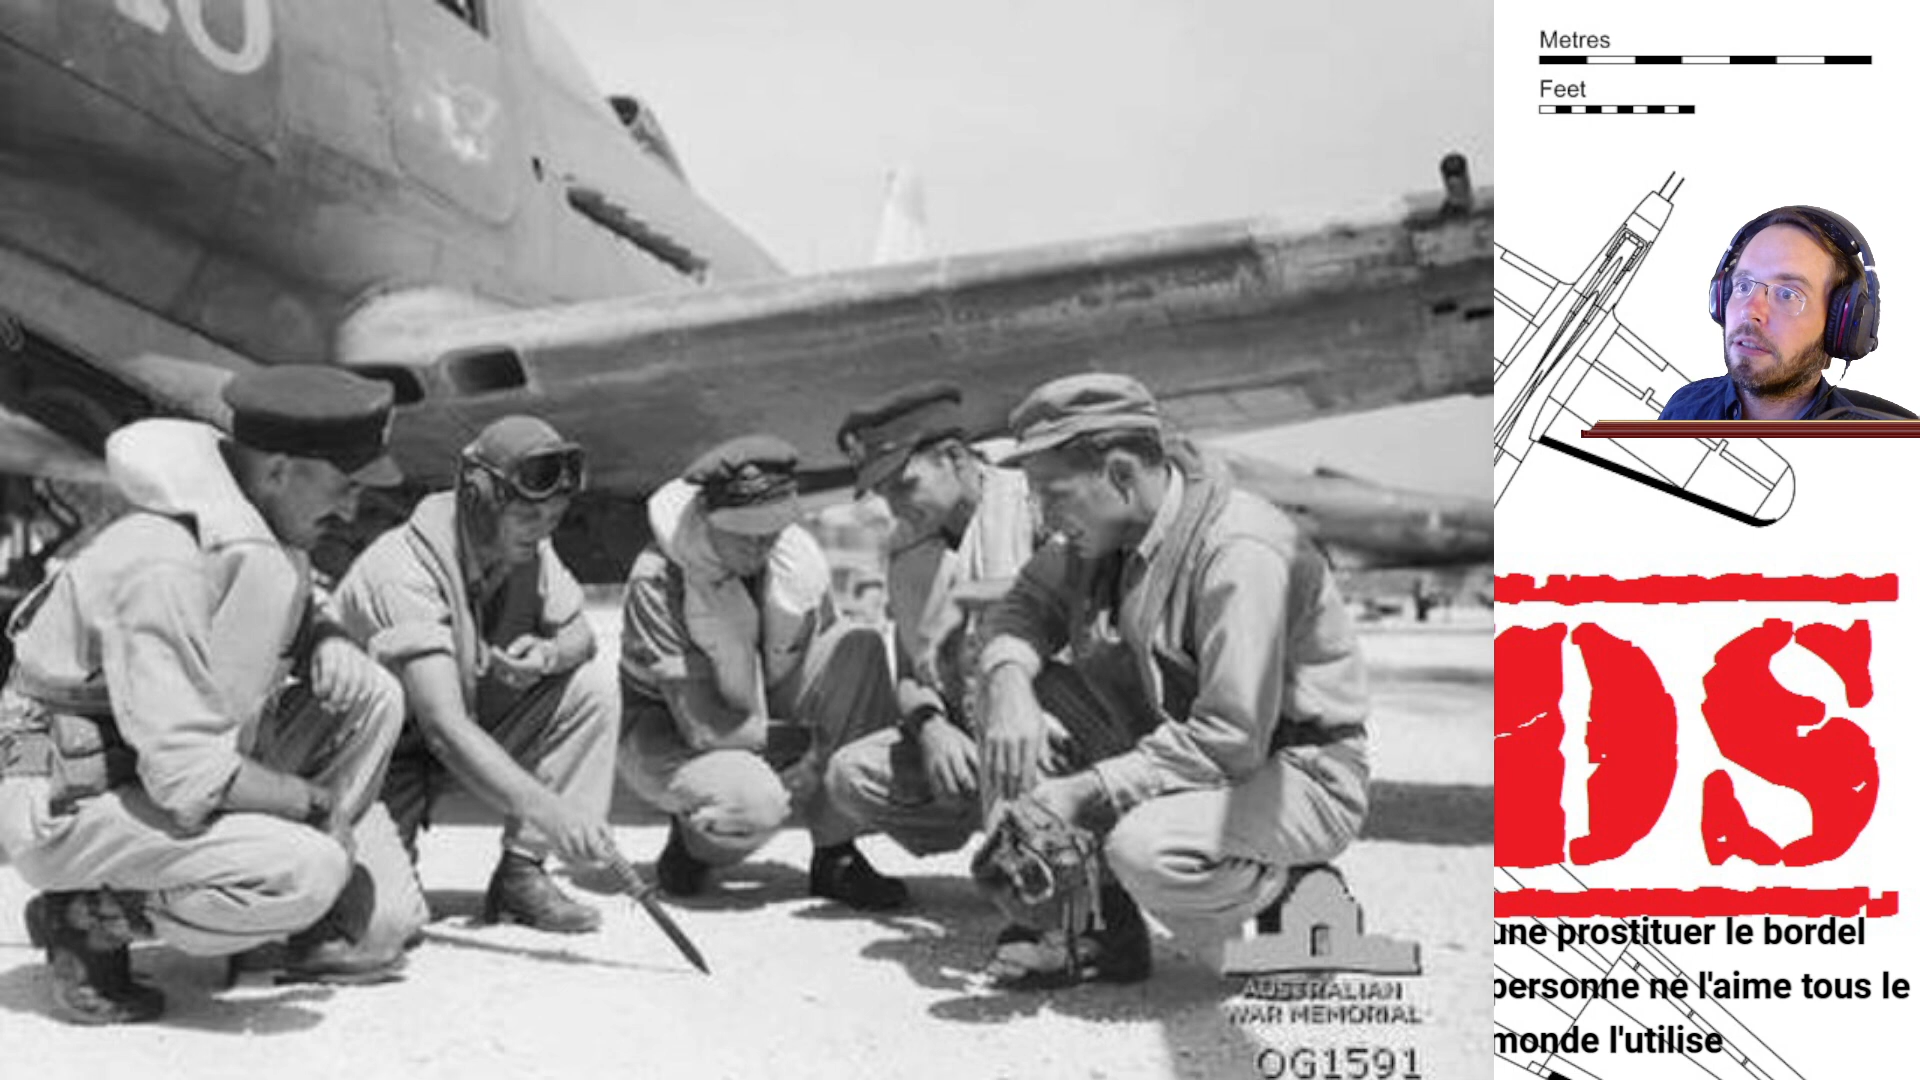 Metres
Feet
DS
une prostituer le bordel
personne ne l'aime tous le
monde l'utilise
AUSTRALIAN
WAR MEMORIAL
OG1591